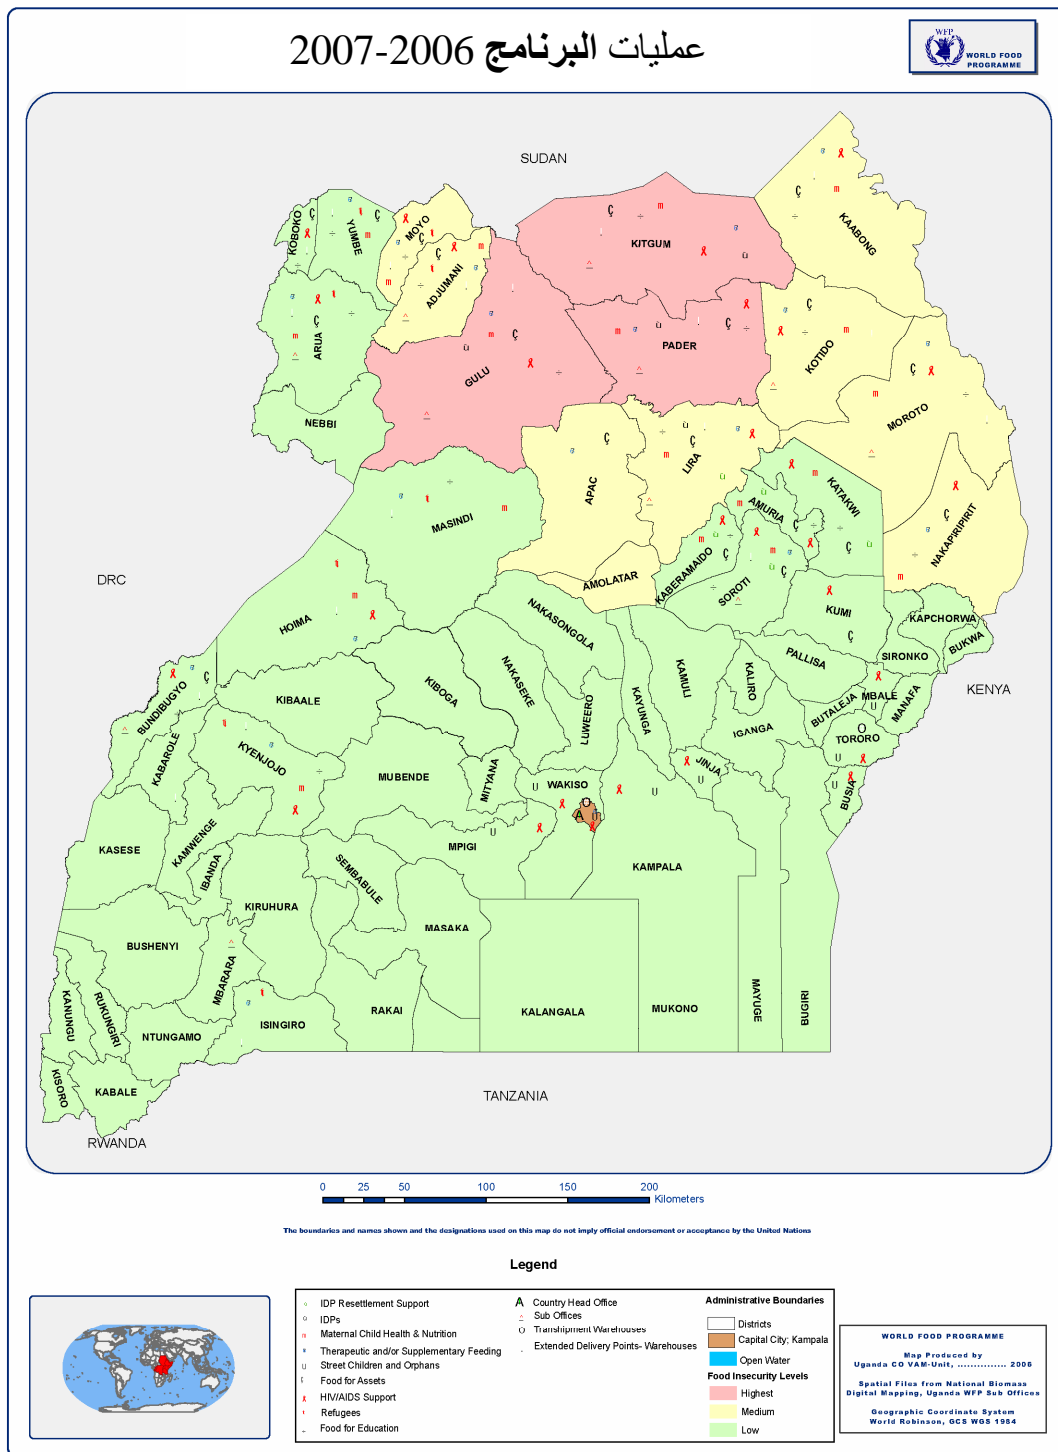 عمليات البرنامج 2006-2007
WFP
WORLD FOOD
PROGRAMME
SUDAN
KOBOKO
YUMBE
MOYO
ADJUMANI
KITGUM
KAABONG
ARUA
GULU
PADER
KOTIDO
MOROTO
NEBBI
APAC
LIRA
KATAKWI
AMURIA
NAKAPIRIPIRIT
MASINDI
DRC
AMOLATAR
KABERAMAIDO
SOROTI
KUMI
KAPCHORWA
BUKWA
SIRONKO
HOIMA
NAKASONGOLA
PALLISA
KENYA
BUNDIBUGYO
KIBAALE
KIBOGA
NAKASEKE
LUWEERO
KAYUNGA
KAMULI
KALIRO
IGANGA
BUTALEJA
MBALE
MANAFA
TORORO
KABAROLE
KYENJOJO
MUBENDE
MITYANA
WAKISO
JINJA
BUSIA
KASESE
KAMWENGE
IBANDA
MPIGI
KAMPALA
SEMBABULE
KIRUHURA
MASAKA
BUSHENYI
MBARARA
KANUNGU
RUKUNGIRI
NTUNGAMO
ISINGIRO
RAKAI
KALANGALA
MUKONO
MAYUGE
BUGIRI
KISORO
KABALE
TANZANIA
RWANDA
0 25 50 100 150 200
Kilometers
The boundaries and names shown and the designations used on this map do not imply official endorsement or acceptance by the United Nations
Legend
IDP Resettlement Support
IDPs
Maternal Child Health & Nutrition
Therapeutic and/or Supplementary Feeding
Street Children and Orphans
Food for Assets
HIV/AIDS Support
Refugees
Food for Education
A Country Head Office
Sub Offices
Transhipment Warehouses
Extended Delivery Points- Warehouses
Administrative Boundaries
Districts
Capital City; Kampala
Open Water
Food Insecurity Levels
Highest
Medium
Low
WORLD FOOD PROGRAMME
Map Produced by
Uganda CO VAM-Unit, ............... 2006
Spatial Files from National Biomass
Digital Mapping, Uganda WFP Sub Offices
Geographic Coordinate System
World Robinson, GCS WGS 1984